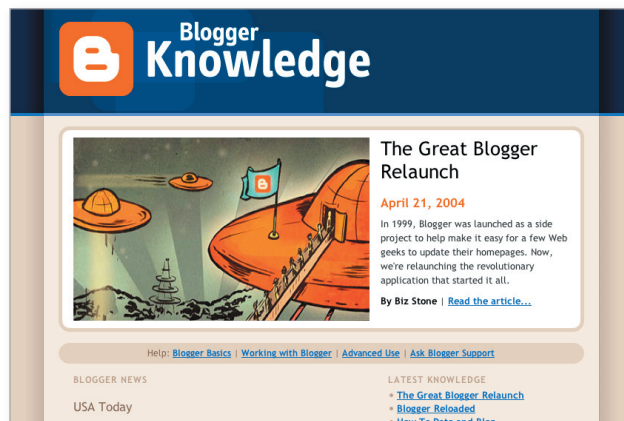 Blogger
Knowledge
The Great Blogger
Relaunch
April 21, 2004
In 1999, Blogger was launched as a side
project to help make it easy for a few Web
geeks to update their homepages. Now,
we're relaunching the revolutionary
application that started it all.
By Biz Stone | Read the article...
Help: Blogger Basics | Working with Blogger | Advanced Use | Ask Blogger Support
BLOGGER NEWS
USA Today
LATEST KNOWLEDGE
The Great Blogger Relaunch
Blogger Reloaded